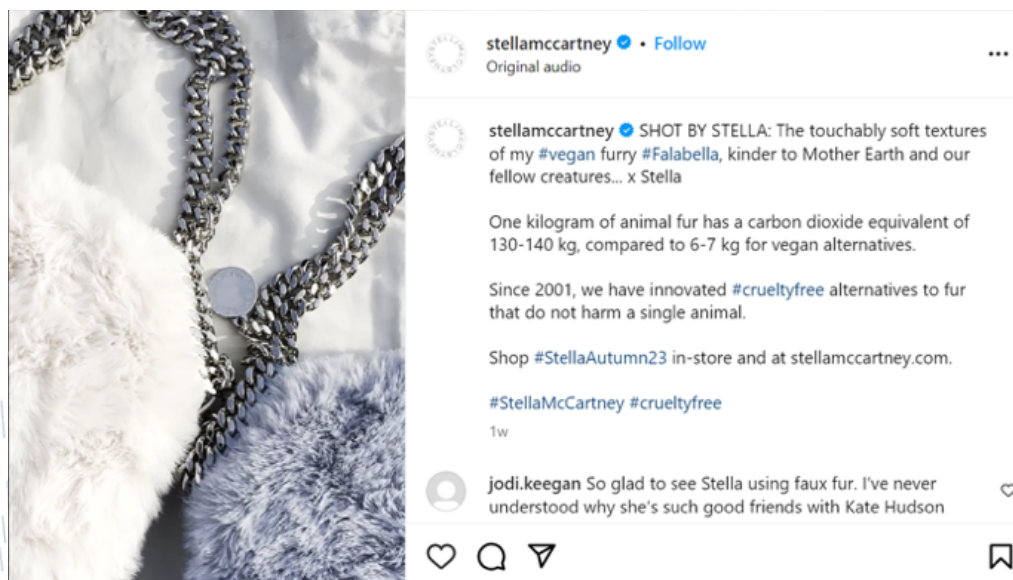 stellamccartney • Follow
Original audio
stellamccartney SHOT BY STELLA: The touchably soft textures
of my #vegan furry #Falabella, kinder to Mother Earth and our
fellow creatures... x Stella
One kilogram of animal fur has a carbon dioxide equivalent of
130-140 kg, compared to 6-7 kg for vegan alternatives.
Since 2001, we have innovated #crueltyfree alternatives to fur
that do not harm a single animal.
Shop #StellaAutumn23 in-store and at stellamccartney.com.
#StellaMcCartney #crueltyfree
1w
jodi.keegan So glad to see Stella using faux fur. I've never
understood why she's such good friends with Kate Hudson